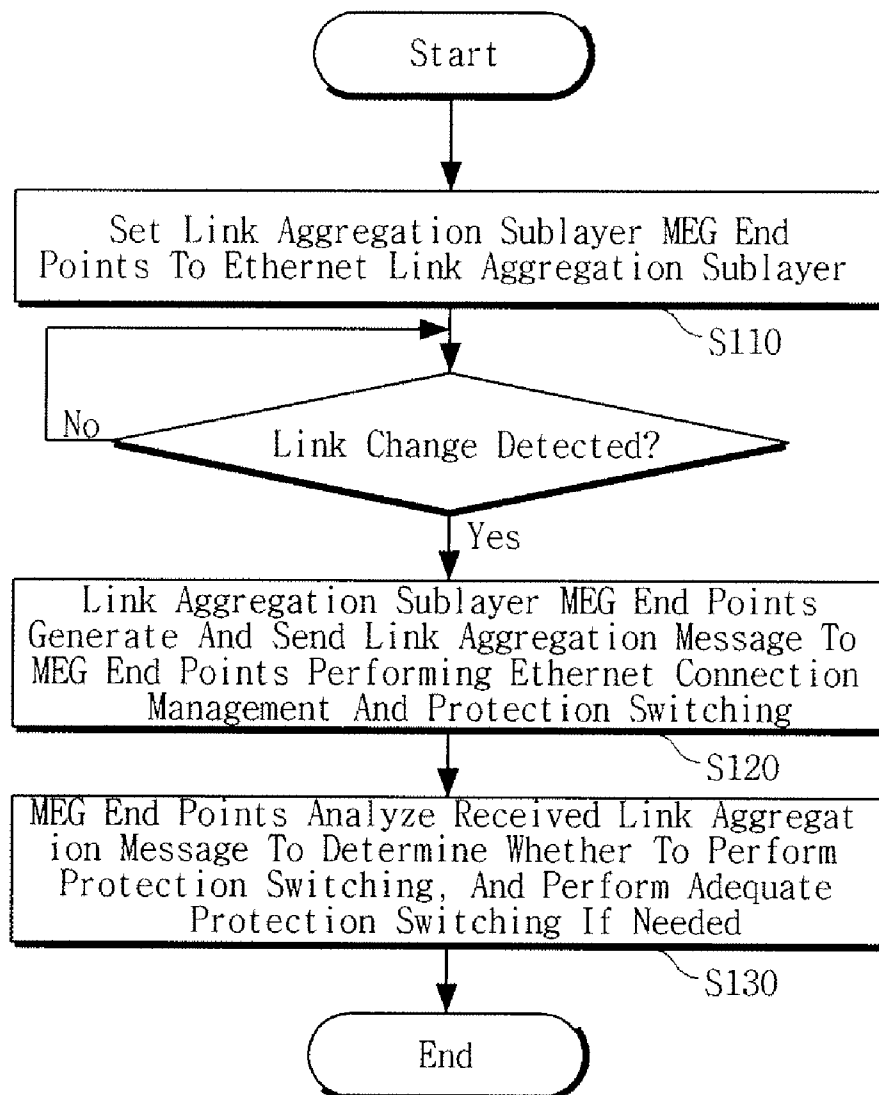 Start
Set Link Aggregation Sublayer MEG End
Points To Ethernet Link Aggregation Sublayer
S110
No
Link Change Detected?
Yes
Link Aggregation Sublayer MEG End Points
Generate And Send Link Aggregation Message To
MEG End Points Performing Ethernet Connection
Management And Protection Switching
S120
MEG End Points Analyze Received Link Aggregat
ion Message To Determine Whether To Perform
Protection Switching, And Perform Adequate
Protection Switching If Needed
S130
End